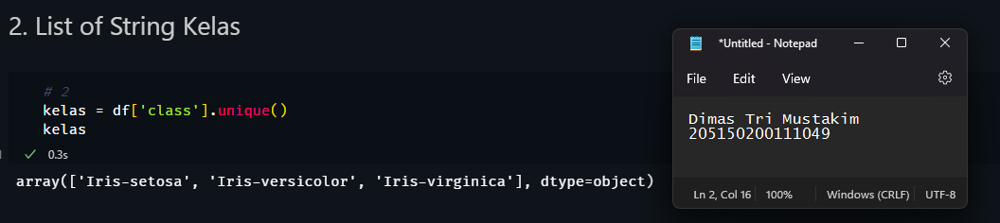 2. List of String Kelas
# 2
kelas = df['class'].unique()
kelas
0.3s
array(['Iris-setosa', 'Iris-versicolor', 'Iris-virginica'], dtype=object)
*Untitled - Notepad
File Edit View
Dimas Tri Mustakim
205150200111049
Ln 2, Col 16 100% Windows (CRLF) UTF-8